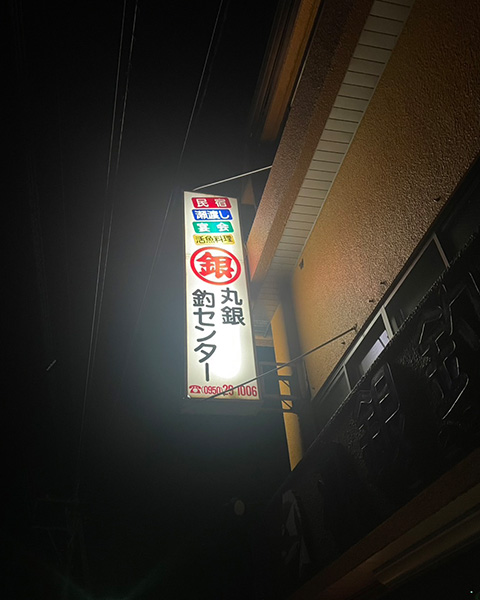 民宿
瀬渡し
宴会
活魚料理
銀
丸銀
釣センター
☎(0950)29-1006